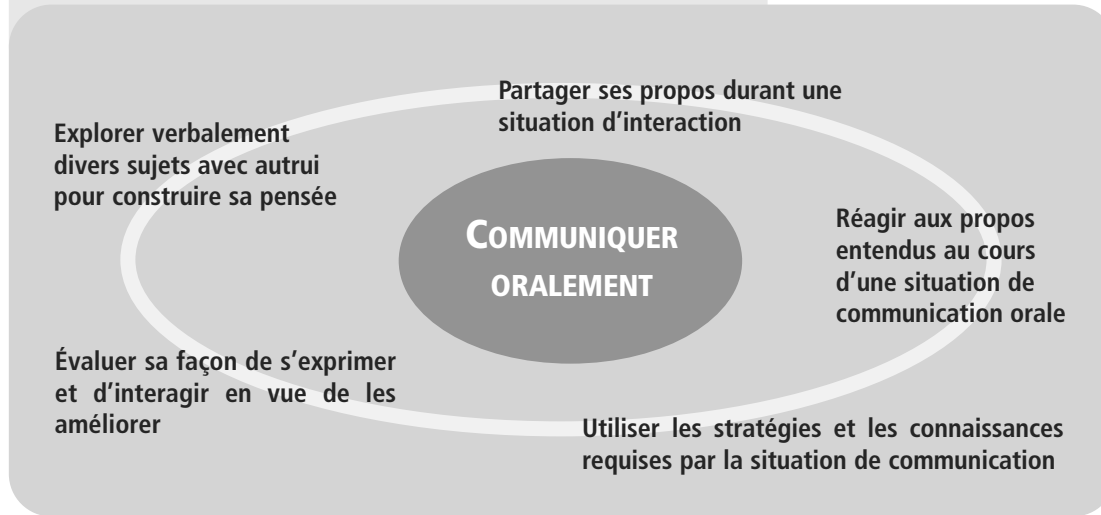 Partager ses propos durant une
situation d'interaction
Explorer verbalement
divers sujets avec autrui
pour construire sa pensée
COMMUNIQUER
ORALEMENT
Réagir aux propos
entendus au cours
d'une situation de
communication orale
Évaluer sa façon de s'exprimer
et d'interagir en vue de les
améliorer
Utiliser les stratégies et les connaissances
requises par la situation de communication